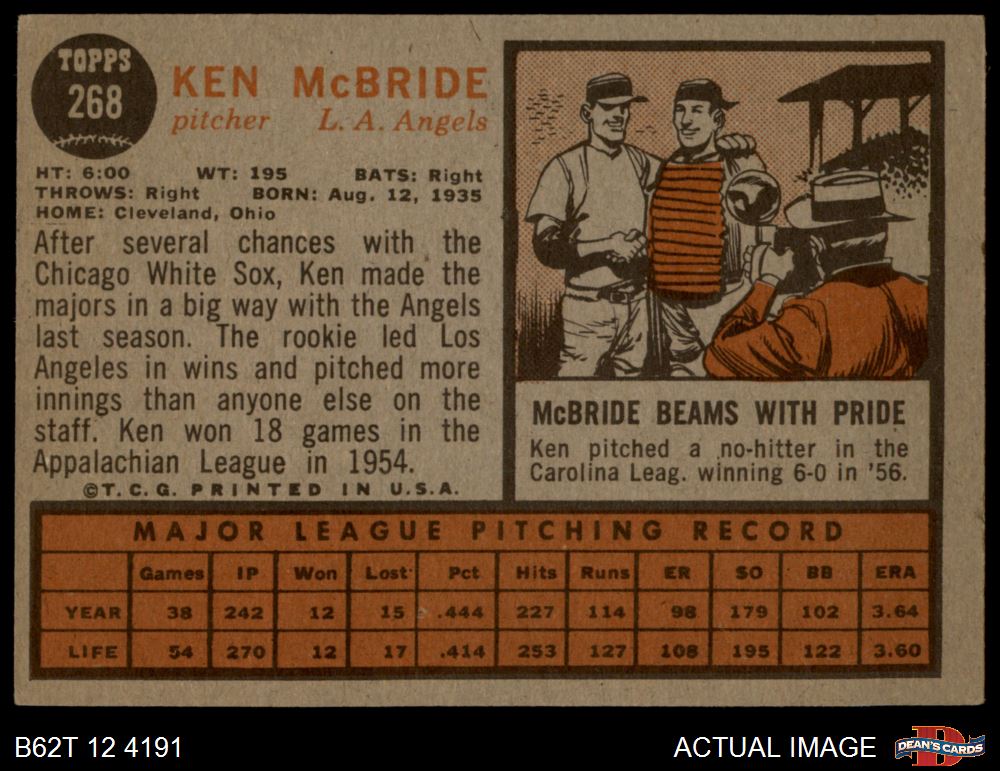 TOPPS
268
KEN McBRIDE
pitcher L. A. Angels
HT: 6:00 WT: 195 BATS: Right
THROWS: Right BORN: Aug. 12, 1935
HOME: Cleveland, Ohio
After several chances with the
Chicago White Sox, Ken made the
majors in a big way with the Angels
last season. The rookie led Los
Angeles in wins and pitched more
innings than anyone else on the
staff. Ken won 18 games in the
Appalachian League in 1954.
©T.C.G. PRINTED IN U.S.A.
McBRIDE BEAMS WITH PRIDE
Ken pitched a no-hitter in the
Carolina Leag. winning 6-0 in '56.
MAJOR LEAGUE PITCHING RECORD
Games IP Won Lost Pct Hits Runs ER SO BB ERA
YEAR 38 242 12 15 .444 227 114 98 179 102 3.64
LIFE 54 270 12 17 .414 253 127 108 195 122 3.60
B62T 12 4191
ACTUAL IMAGE
D
DEAN'S CARDS